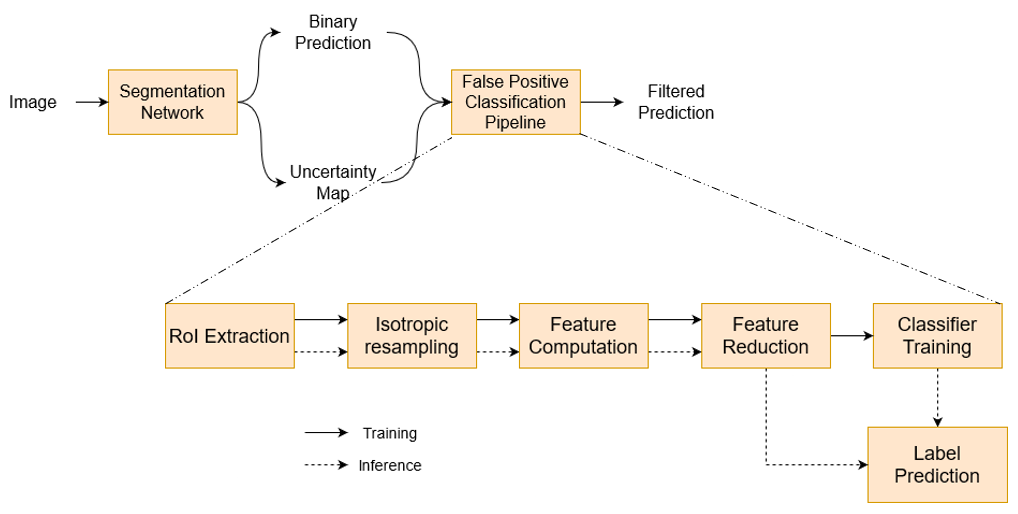 Image
Segmentation
Network
Binary
Prediction
Uncertainty
Map
False Positive
Classification
Pipeline
Filtered
Prediction
RoI Extraction
Isotropic
resampling
Feature
Computation
Feature
Reduction
Classifier
Training
Label
Prediction
Training
Inference